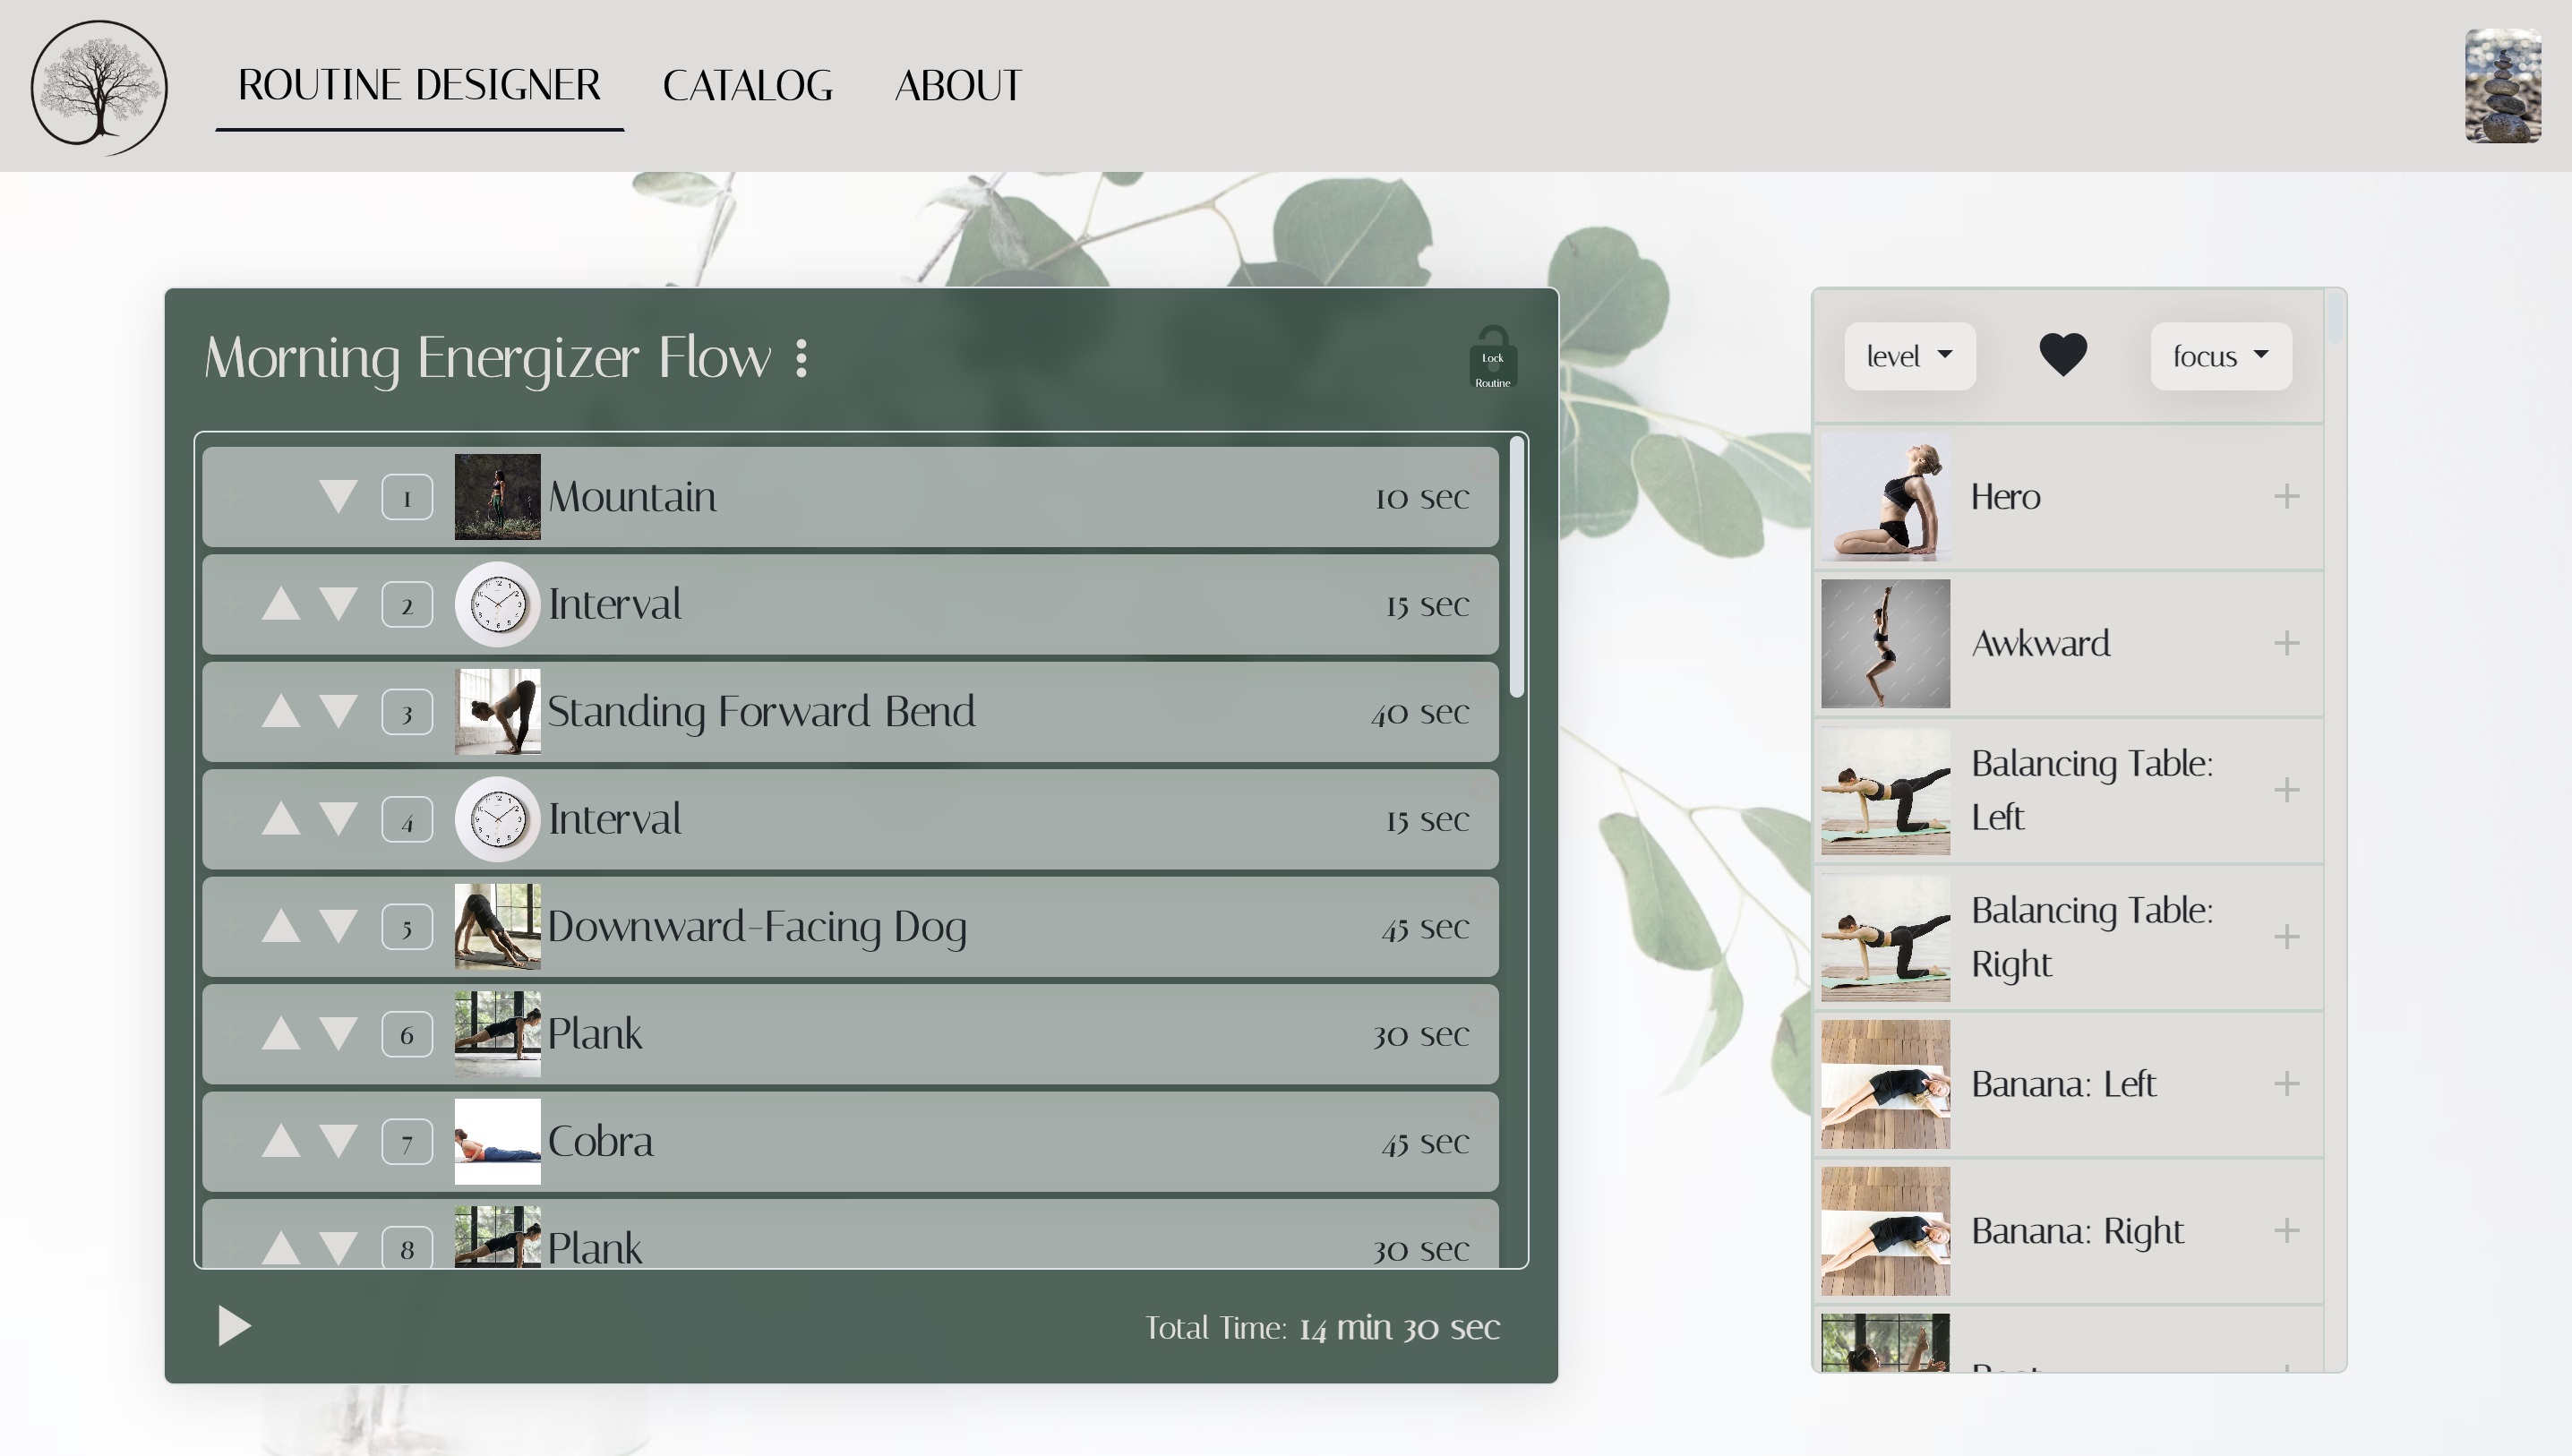 ROUTINE DESIGNER CATALOG ABOUT
Morning Energizer Flow
Lock
Routine
1 Mountain 10 sec
2 Interval 15 sec
3 Standing Forward Bend 40 sec
4 Interval 15 sec
5 Downward-Facing Dog 45 sec
6 Plank 30 sec
7 Cobra 45 sec
8 Plank 30 sec
Total Time: 14 min 30 sec
level focus
Hero
Awkward
Balancing Table:
Left
Balancing Table:
Right
Banana: Left
Banana: Right